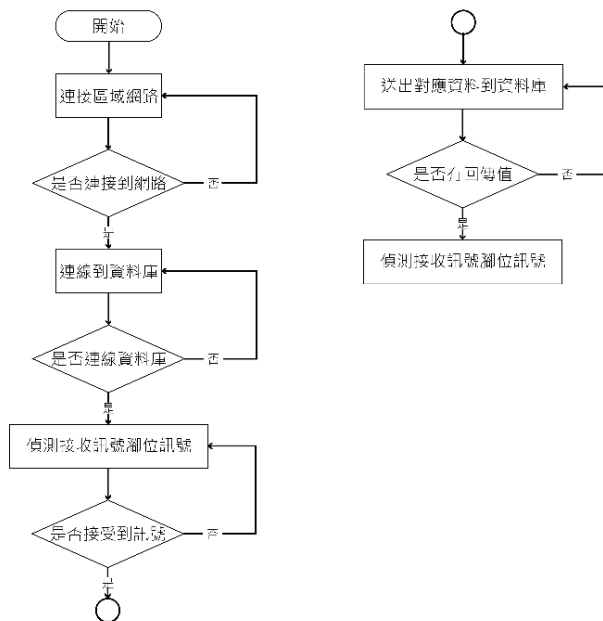 開始
連接區域網路
是否連接到網路
否
是
連線到資料庫
是否連線資料庫
否
是
偵測接收訊號腳位訊號
是否接受到訊號
否
是
送出對應資料到資料庫
是否有回傳值
否
是
偵測接收訊號腳位訊號